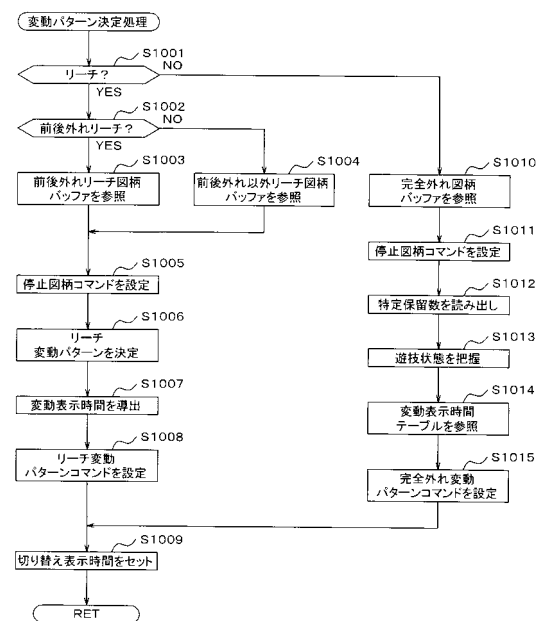 変動パターン決定処理
S1001
リーチ?
NO
YES
S1002
前後外れリーチ?
NO
YES
S1003
前後外れリーチ図柄
バッファを参照
S1004
前後外れ以外リーチ図柄
バッファを参照
S1005
停止図柄コマンドを設定
S1006
リーチ
変動パターンを決定
S1007
変動表示時間を導出
S1008
リーチ変動
パターンコマンドを設定
S1010
完全外れ図柄
バッファを参照
S1011
停止図柄コマンドを設定
S1012
特定保留数を読み出し
S1013
遊技状態を把握
S1014
変動表示時間
テーブルを参照
S1015
完全外れ変動
パターンコマンドを設定
S1009
切り替え表示時間をセット
RET